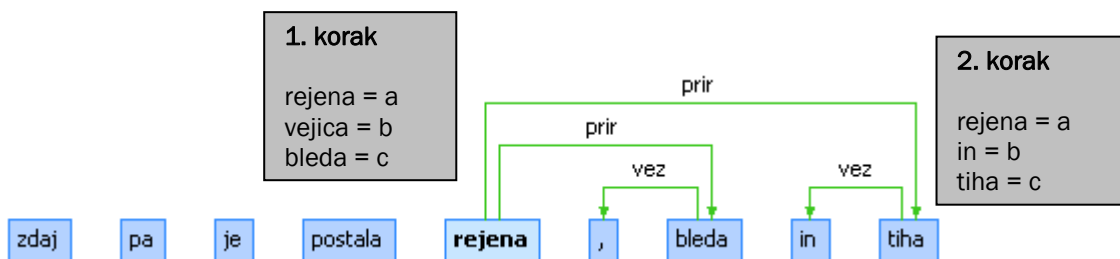 1. korak
rejena = a
vejica = b
bleda = c
2. korak
rejena = a
in = b
tiha = c
prir
prir
vez
vez
zdaj pa je postala rejena , bleda in tiha